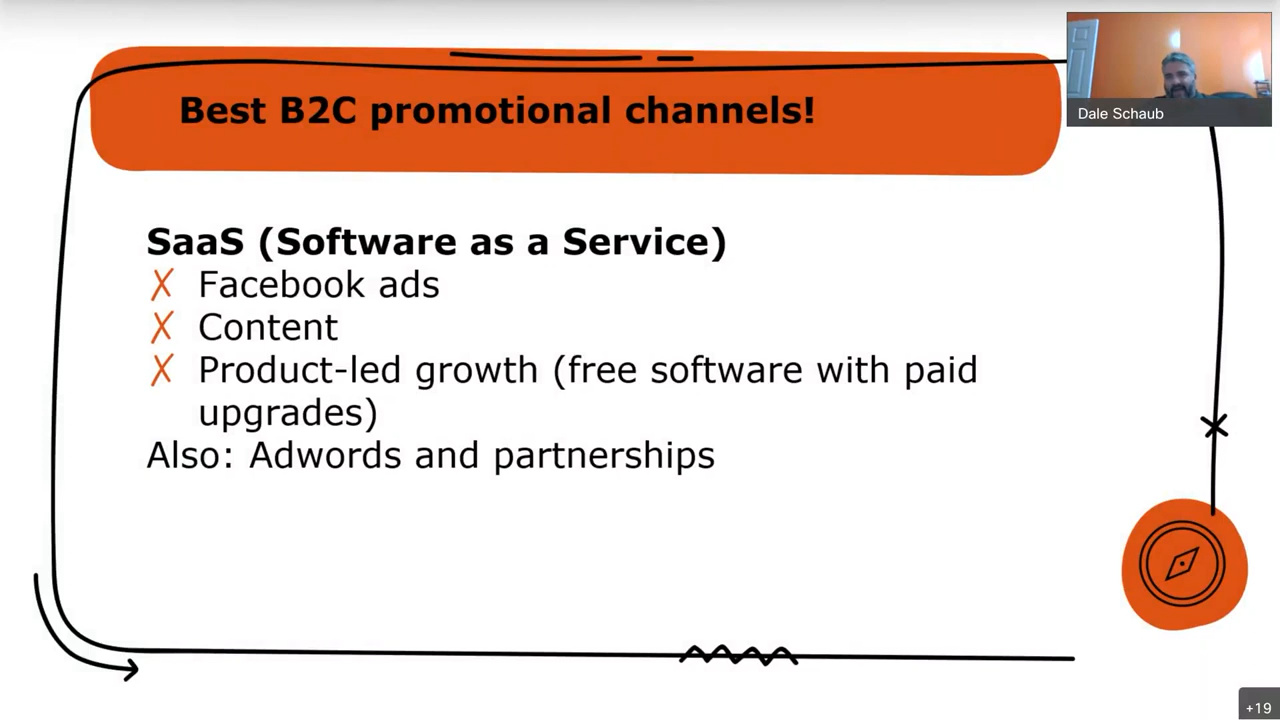 Best B2C promotional channels!
Dale Schaub
SaaS (Software as a Service)
Facebook ads
Content
Product-led growth (free software with paid
upgrades)
Also: Adwords and partnerships
+19